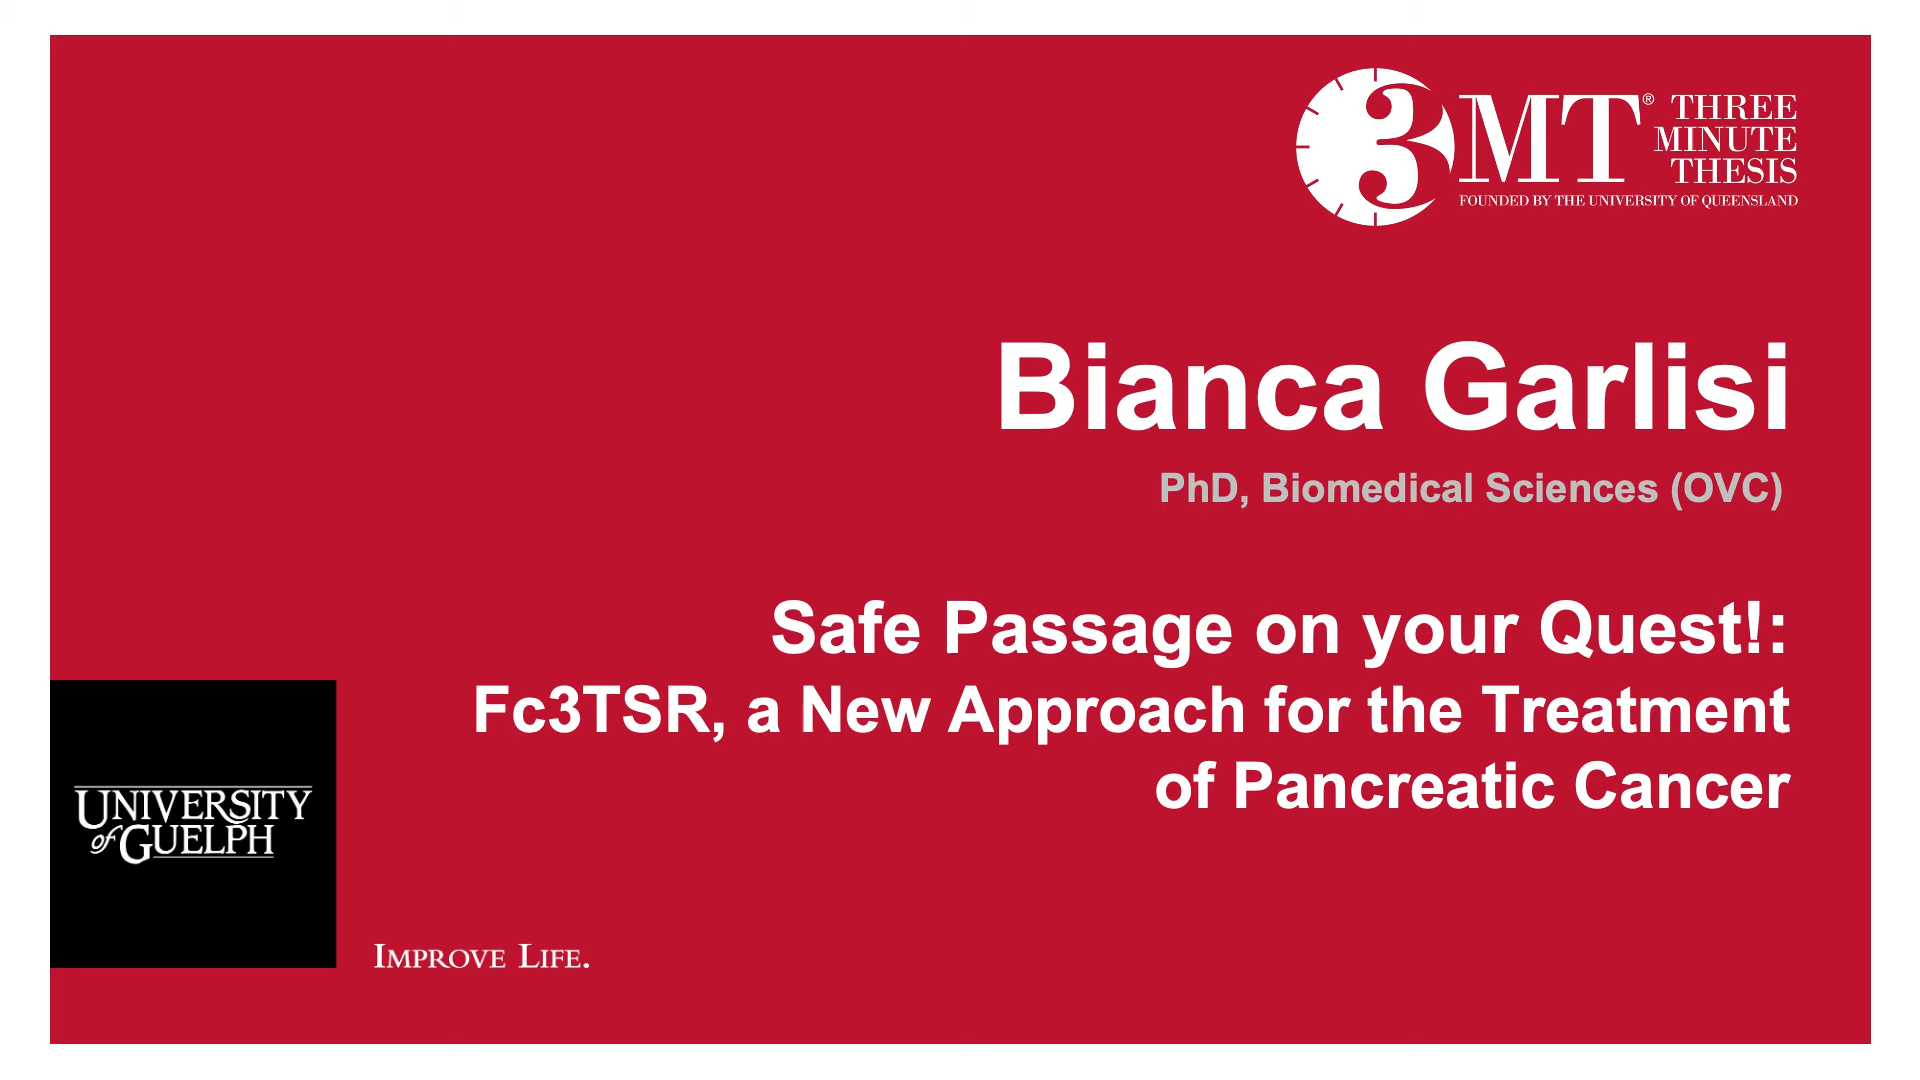 3MT® THREE
MINUTE
THESIS
FOUNDED BY THE UNIVERSITY OF QUEENSLAND
Bianca Garlisi
PhD, Biomedical Sciences (OVC)
Safe Passage on your Quest!:
Fc3TSR, a New Approach for the Treatment
of Pancreatic Cancer
UNIVERSITY
of GUELPH
IMPROVE LIFE.